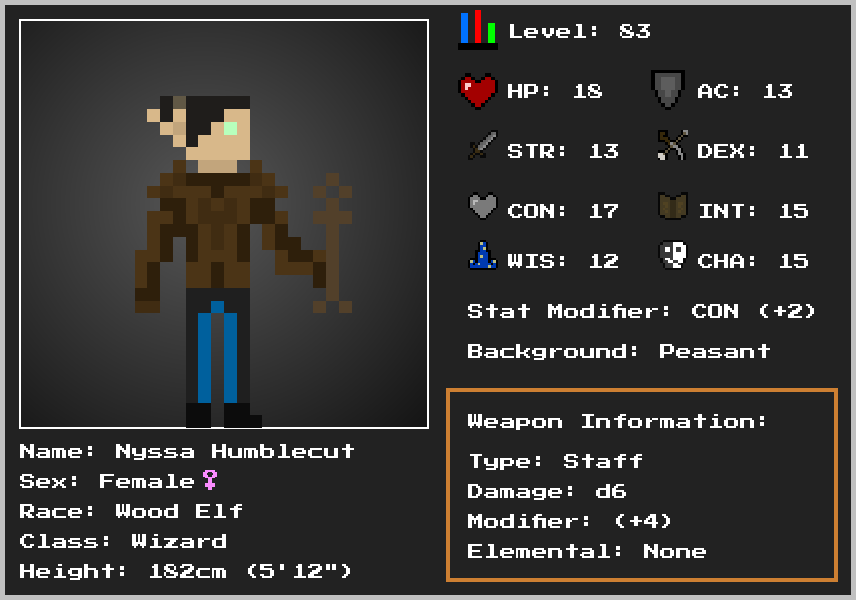 Level: 83
HP: 18 AC: 13
STR: 13 DEX: 11
CON: 17 INT: 15
WIS: 12 CHA: 15
Stat Modifier: CON (+2)
Background: Peasant
Weapon Information:
Type: Staff
Damage: d6
Modifier: (+4)
Elemental: None
Name: Nyssa Humblecut
Sex: Female♀
Race: Wood Elf
Class: Wizard
Height: 182cm (5'12")